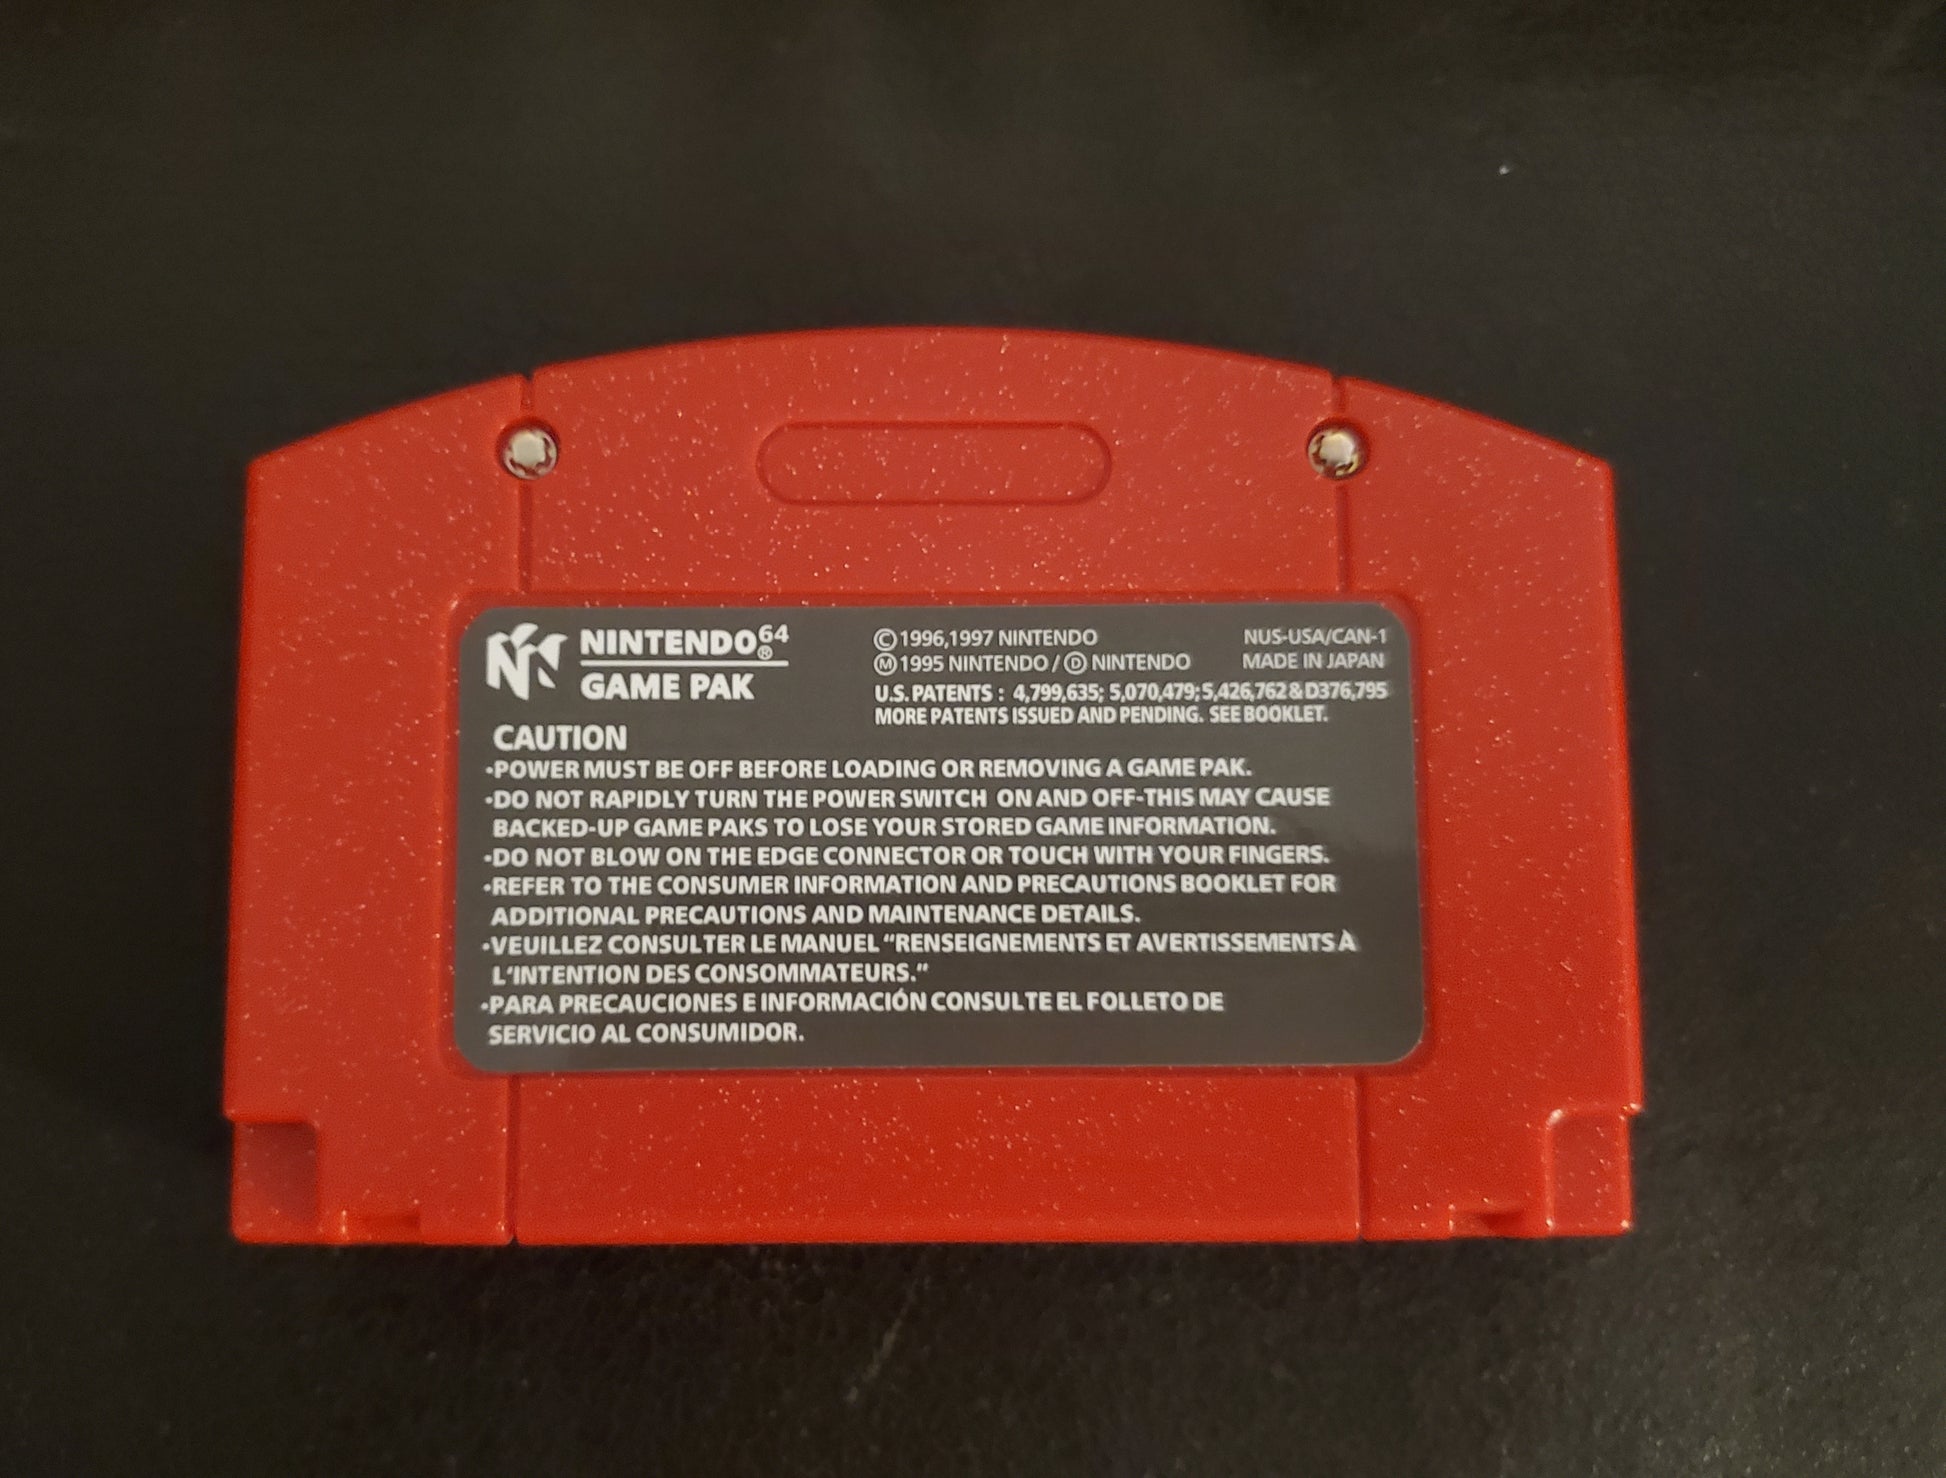 NINTENDO64®
GAME PAK
©1996,1997 NINTENDO
NUS-USA/CAN-1
Ⓜ1995 NINTENDO / Ⓓ NINTENDO
MADE IN JAPAN
U.S. PATENTS : 4,799,635; 5,070,479; 5,426,762 & D376,795
MORE PATENTS ISSUED AND PENDING. SEE BOOKLET.
CAUTION
•POWER MUST BE OFF BEFORE LOADING OR REMOVING A GAME PAK.
•DO NOT RAPIDLY TURN THE POWER SWITCH ON AND OFF-THIS MAY CAUSE
BACKED-UP GAME PAKS TO LOSE YOUR STORED GAME INFORMATION.
•DO NOT BLOW ON THE EDGE CONNECTOR OR TOUCH WITH YOUR FINGERS.
•REFER TO THE CONSUMER INFORMATION AND PRECAUTIONS BOOKLET FOR
ADDITIONAL PRECAUTIONS AND MAINTENANCE DETAILS.
•VEUILLEZ CONSULTER LE MANUEL “RENSEIGNEMENTS ET AVERTISSEMENTS À
L'INTENTION DES CONSOMMATEURS.”
•PARA PRECAUCIONES E INFORMACIÓN CONSULTE EL FOLLETO DE
SERVICIO AL CONSUMIDOR.